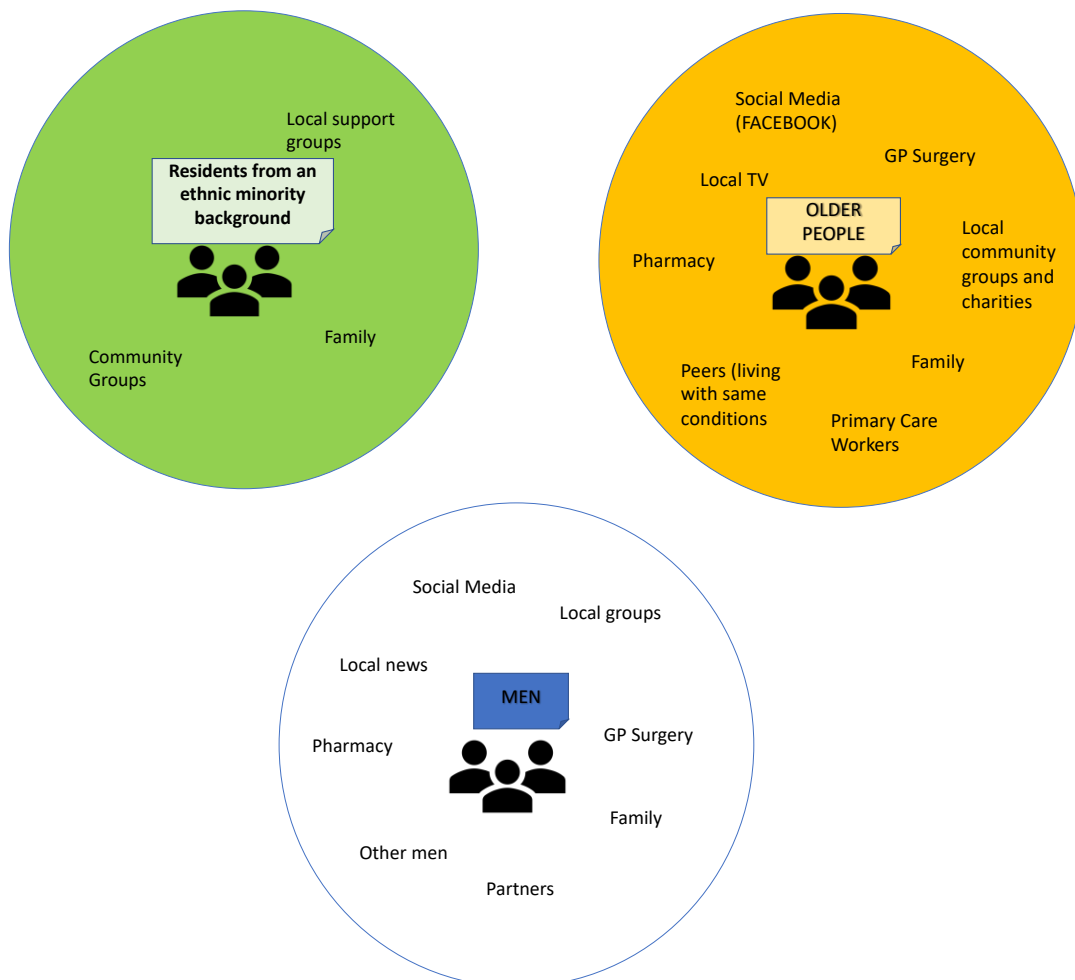 Local support
groups
Residents from an
ethnic minority
background
Family
Community
Groups
Social Media
(FACEBOOK)
GP Surgery
Local TV
OLDER
PEOPLE
Local
community
groups and
charities
Pharmacy
Family
Peers (living
with same
conditions
Primary Care
Workers
Social Media
Local groups
Local news
MEN
GP Surgery
Pharmacy
Family
Other men
Partners